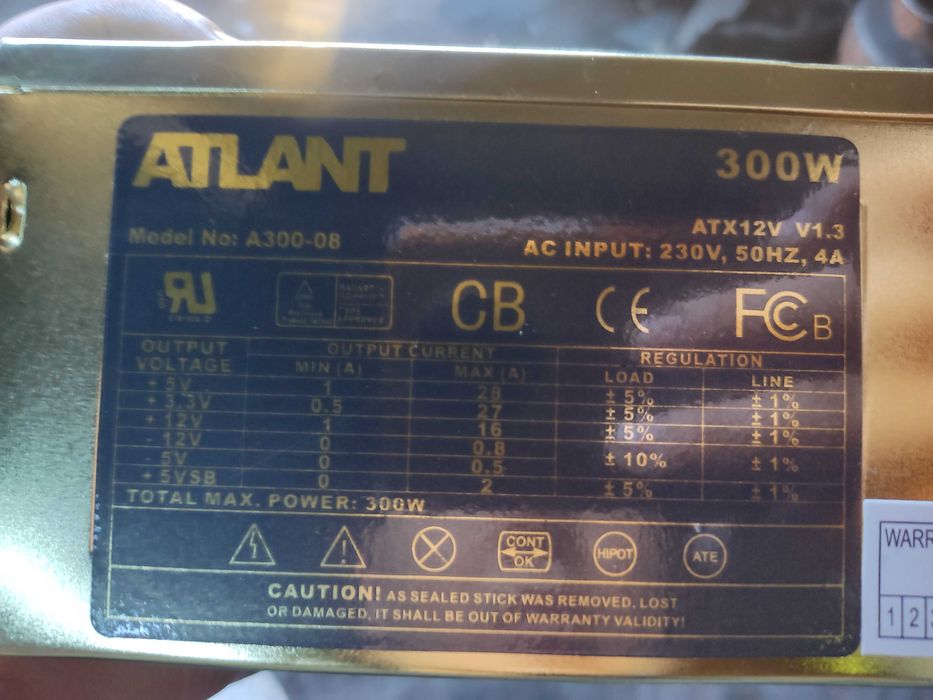 ATLANT
300W
ATX12V V1.3
Model No: A300-08
AC INPUT: 230V, 50HZ, 4A
CB
CE
FC B
OUTPUT VOLTAGE
OUTPUT CURRENT
REGULATION
MIN (A) MAX (A) LOAD LINE
+ 5V 1 28 ± 5% ± 1%
+ 3.3V 0.5 27 ± 5% ± 1%
+ 12V 1 16 ± 5% ± 1%
- 12V 0 0.8 ± 10% ± 1%
- 5V 0 0.5
+ 5VSB 0 2 ± 5% ± 1%
TOTAL MAX. POWER: 300W
CONT OK
HIPOT
ATE
CAUTION! AS SEALED STICK WAS REMOVED, LOST
OR DAMAGED, IT SHALL BE OUT OF WARRANTY VALIDITY!
WARR
1 2